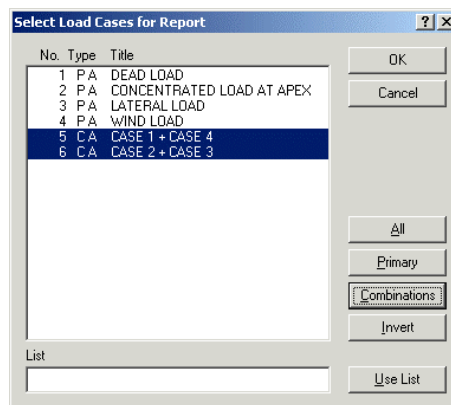 Select Load Cases for Report
No. Type Title
OK
1 P A DEAD LOAD
2 P A CONCENTRATED LOAD AT APEX
3 P A LATERAL LOAD
4 P A WIND LOAD
5 C A CASE 1 + CASE 4
6 C A CASE 2 + CASE 3
Cancel
All
Primary
Combinations
Invert
List
Use List